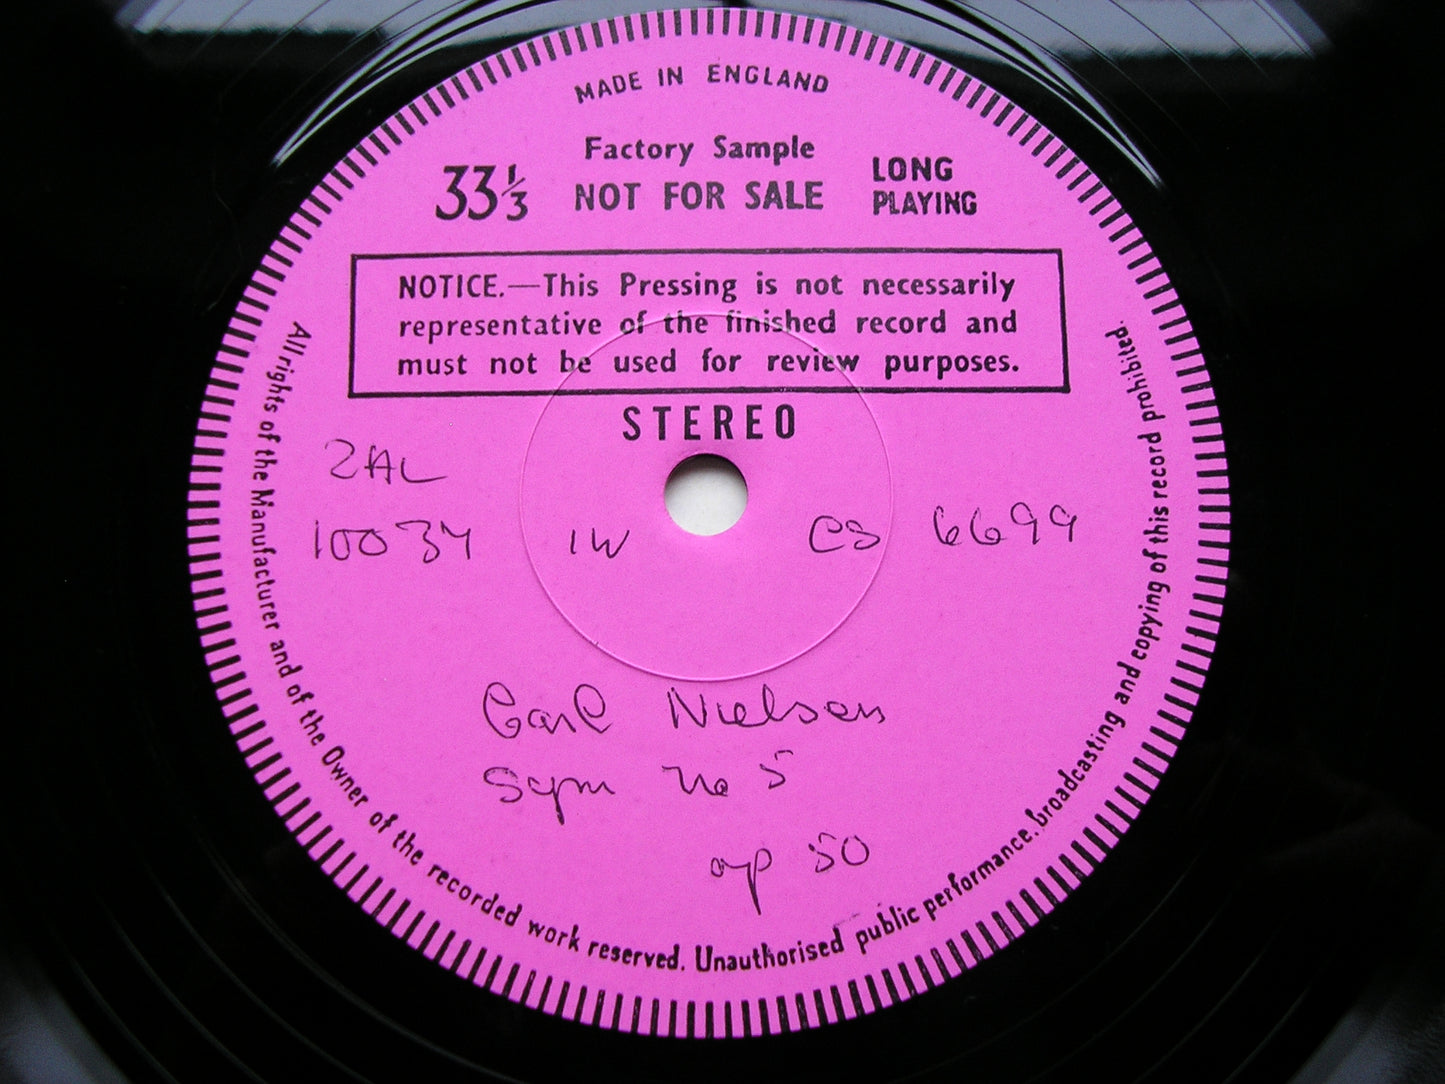 MADE IN ENGLAND
Factory Sample
33 1/3 NOT FOR SALE LONG PLAYING
NOTICE.—This Pressing is not necessarily
representative of the finished record and
must not be used for review purposes.
STEREO
ZAL
10034 1W CS 6699
Carl Nielsen
Sym no 5
op 50
All rights of the Manufacturer and of the Owner of the recorded work reserved. Unauthorised public performance, broadcasting and copying of this record prohibited.